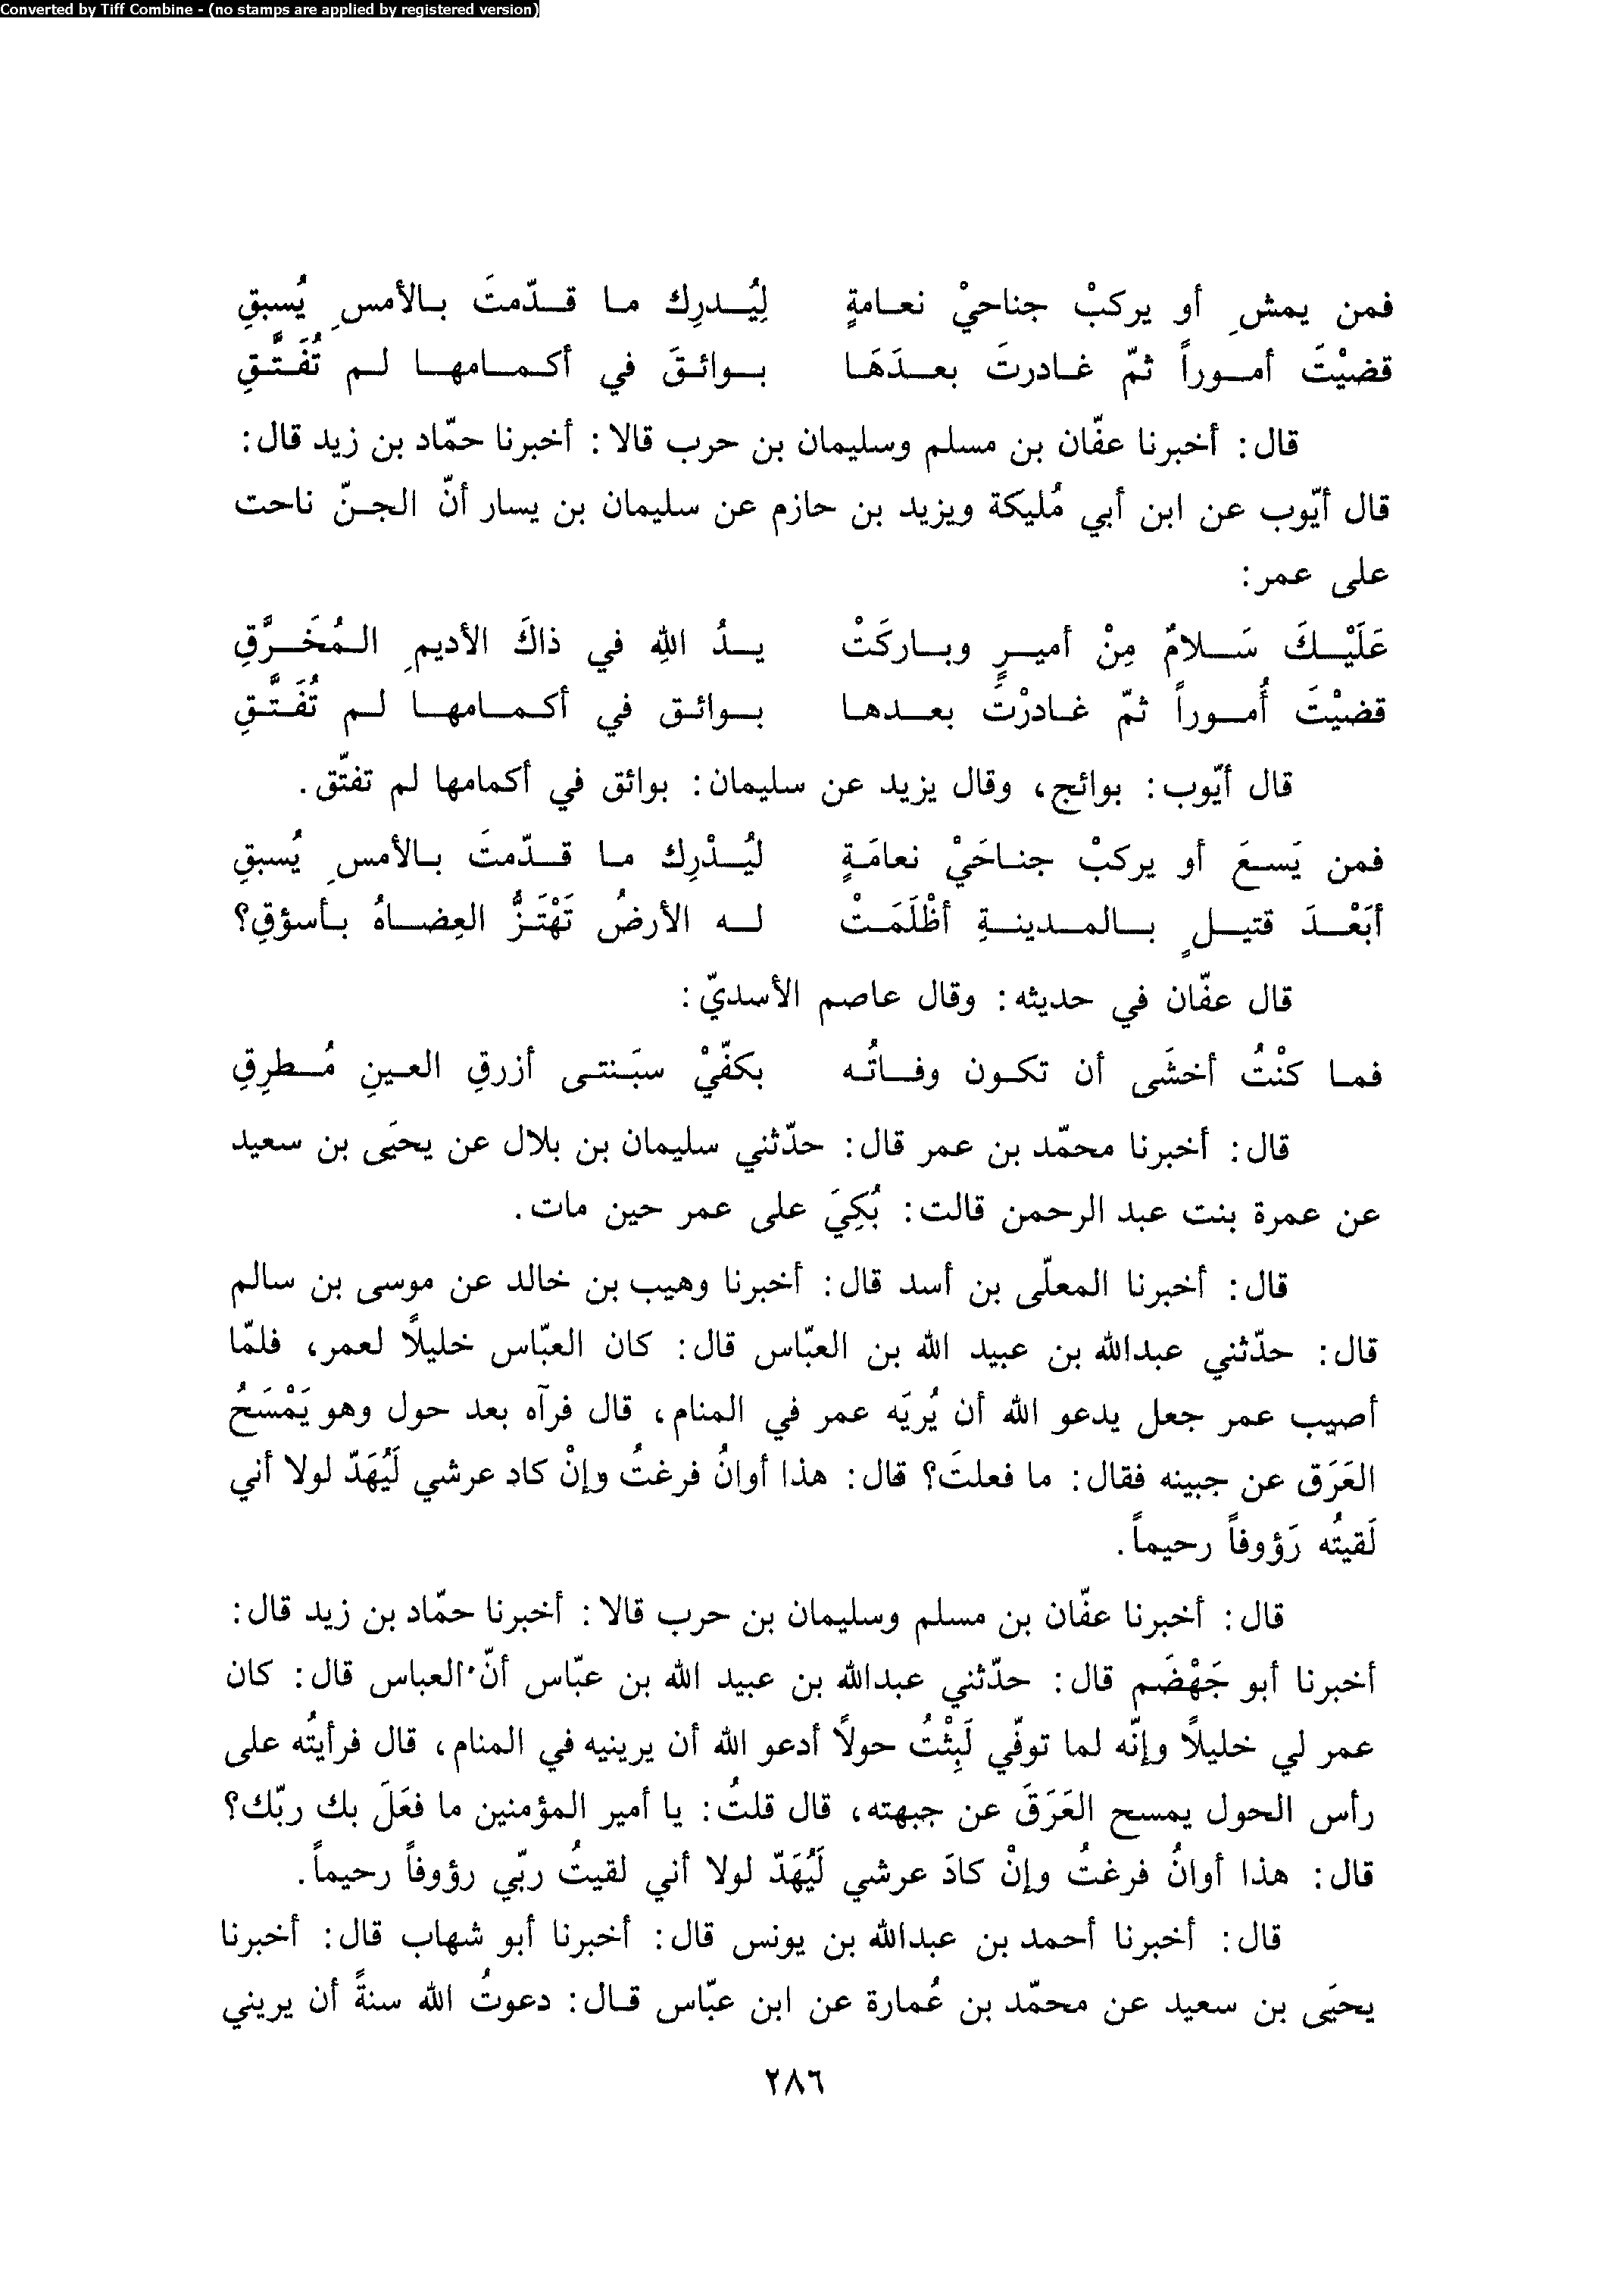 Converted by Tiff Combine - (no stamps are applied by registered version)
فمن يمشِ أو يركبْ جناحيْ نعامةٍ لِيُدرِك ما قدّمتَ بالأمسِ يُسبقِ
قضيْتَ أموراً ثمّ غادرتَ بعدَهَا بوائقَ في أكمامها لم تُفَتَّقِ
قال: أخبرنا عفّان بن مسلم وسليمان بن حرب قالا: أخبرنا حمّاد بن زيد قال:
قال أيّوب عن ابن أبي مُليكة ويزيد بن حازم عن سليمان بن يسار أنّ الجنّ ناحت
على عمر:
عَلَيْكَ سَلامٌ مِنْ أميرٍ وباركَتْ يدُ اللهِ في ذاكَ الأديمِ المُخَرَّقِ
قضيْتَ أُموراً ثمّ غادرْتَ بعدها بوائق في أكمامها لم تُفَتَّقِ
قال أيّوب: بوائج، وقال يزيد عن سليمان: بوائق في أكمامها لم تفتّق.
فمن يَسعَ أو يركبْ جناحَيْ نعامَةٍ ليُدْرِك ما قدّمتَ بالأمسِ يُسبقِ
أبَعْدَ قتيلٍ بالمدينةِ أظْلَمَتْ له الأرضُ تَهْتَزُّ العِضاهُ بأسؤقِ؟
قال عفّان في حديثه: وقال عاصم الأسديّ:
فما كنْتُ أخشَى أن تكون وفاتُه بكفّيْ سبَنتى أزرقِ العينِ مُطرِقِ
قال: أخبرنا محمّد بن عمر قال: حدّثني سليمان بن بلال عن يحيَى بن سعيد
عن عمرة بنت عبد الرحمن قالت: بُكِيَ على عمر حين مات.
قال: أخبرنا المعلّى بن أسد قال: أخبرنا وهيب بن خالد عن موسى بن سالم
قال: حدّثني عبدالله بن عبيد الله بن العبّاس قال: كان العبّاس خليلاً لعمر، فلمّا
أصيب عمر جعل يدعو الله أن يُريَه عمر في المنام، قال فرآه بعد حول وهو يَمْسَحُ
العَرَق عن جبينه فقال: ما فعلتَ؟ قال: هذا أوانُ فرغتُ وإنْ كاد عرشي لَيُهَدّ لولا أني
لَقيتُه رَؤوفاً رحيماً.
قال: أخبرنا عفّان بن مسلم وسليمان بن حرب قالا: أخبرنا حمّاد بن زيد قال:
أخبرنا أبو جَهْضَم قال: حدّثني عبدالله بن عبيد الله بن عبّاس أنّ العباس قال: كان
عمر لي خليلاً وإنّه لما توفّي لَبِثْتُ حولاً أدعو الله أن يرينيه في المنام، قال فرأيتُه على
رأس الحول يمسح العَرَقَ عن جبهته، قال قلتُ: يا أمير المؤمنين ما فعَلَ بك ربّك؟
قال: هذا أوانُ فرغتُ وإنْ كادَ عرشي لَيُهَدّ لولا أني لقيتُ ربّي رؤوفاً رحيماً.
قال: أخبرنا أحمد بن عبدالله بن يونس قال: أخبرنا أبو شهاب قال: أخبرنا
يحيَى بن سعيد عن محمّد بن عُمارة عن ابن عبّاس قال: دعوتُ الله سنةً أن يريني
٢٨٦